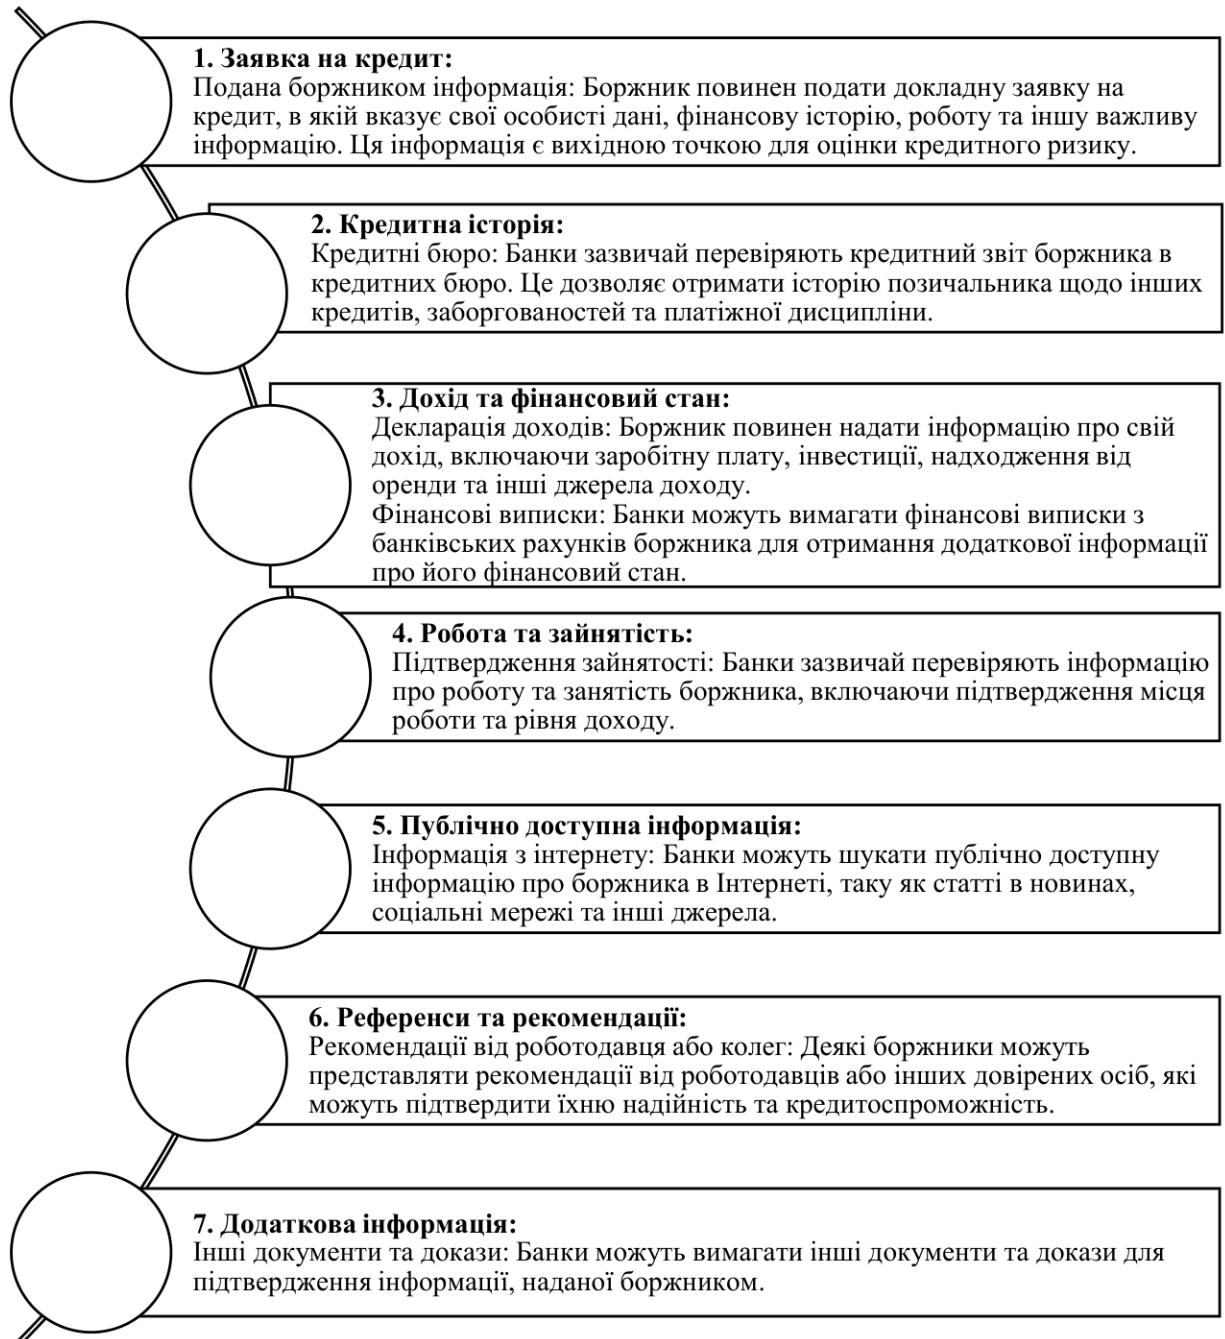 1. Заявка на кредит:
Подана боржником інформація: Боржник повинен подати докладну заявку на
кредит, в якій вказує свої особисті дані, фінансову історію, роботу та іншу важливу
інформацію. Ця інформація є вихідною точкою для оцінки кредитного ризику.
2. Кредитна історія:
Кредитні бюро: Банки зазвичай перевіряють кредитний звіт боржника в
кредитних бюро. Це дозволяє отримати історію позичальника щодо інших
кредитів, заборгованостей та платіжної дисципліни.
3. Дохід та фінансовий стан:
Декларація доходів: Боржник повинен надати інформацію про свій
дохід, включаючи заробітну плату, інвестиції, надходження від
оренди та інші джерела доходу.
Фінансові виписки: Банки можуть вимагати фінансові виписки з
банківських рахунків боржника для отримання додаткової інформації
про його фінансовий стан.
4. Робота та зайнятість:
Підтвердження зайнятості: Банки зазвичай перевіряють інформацію
про роботу та занятість боржника, включаючи підтвердження місця
роботи та рівня доходу.
5. Публічно доступна інформація:
Інформація з інтернету: Банки можуть шукати публічно доступну
інформацію про боржника в Інтернеті, таку як статті в новинах,
соціальні мережі та інші джерела.
6. Референси та рекомендації:
Рекомендації від роботодавця або колег: Деякі боржники можуть
представляти рекомендації від роботодавців або інших довірених осіб, які
можуть підтвердити їхню надійність та кредитоспроможність.
7. Додаткова інформація:
Інші документи та докази: Банки можуть вимагати інші документи та докази для
підтвердження інформації, наданої боржником.